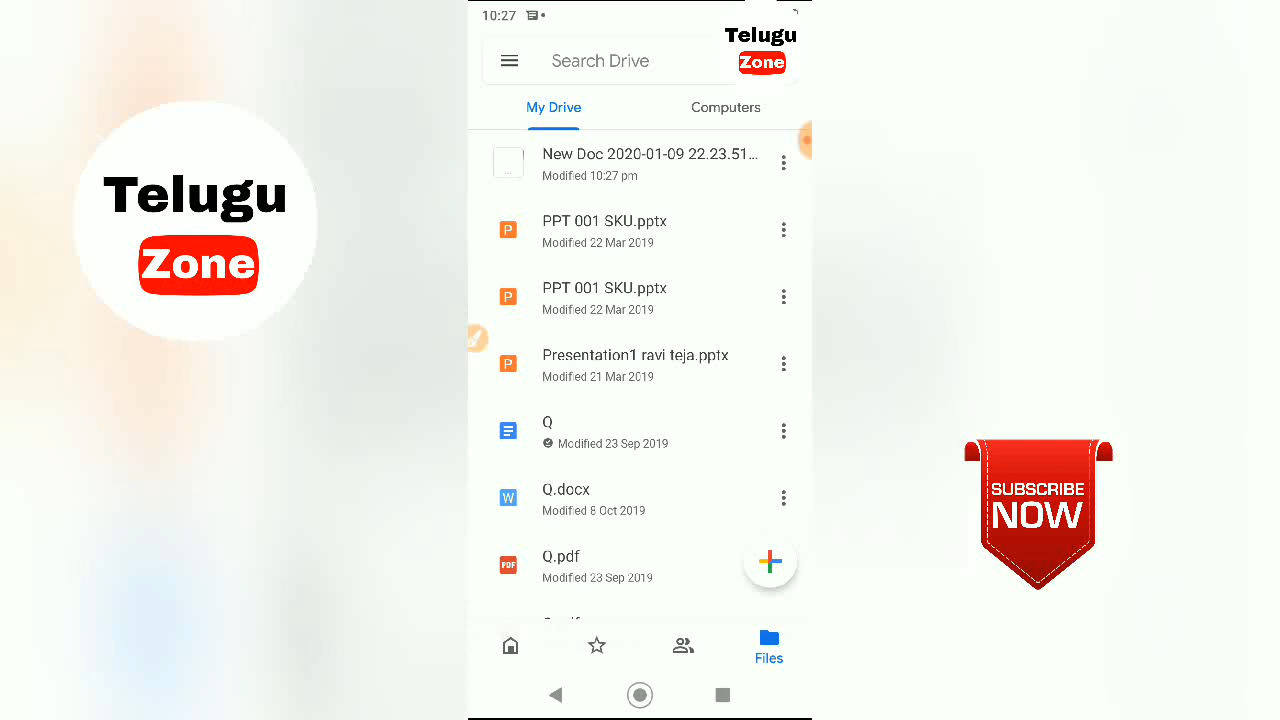 Telugu
Zone
10:27
Telugu
Zone
Search Drive
My Drive
Computers
New Doc 2020-01-09 22.23.51...
Modified 10:27 pm
P
PPT 001 SKU.pptx
Modified 22 Mar 2019
P
PPT 001 SKU.pptx
Modified 22 Mar 2019
P
Presentation1 ravi teja.pptx
Modified 21 Mar 2019
Q
Modified 23 Sep 2019
W
Q.docx
Modified 8 Oct 2019
PDF
Q.pdf
Modified 23 Sep 2019
Files
SUBSCRIBE
NOW